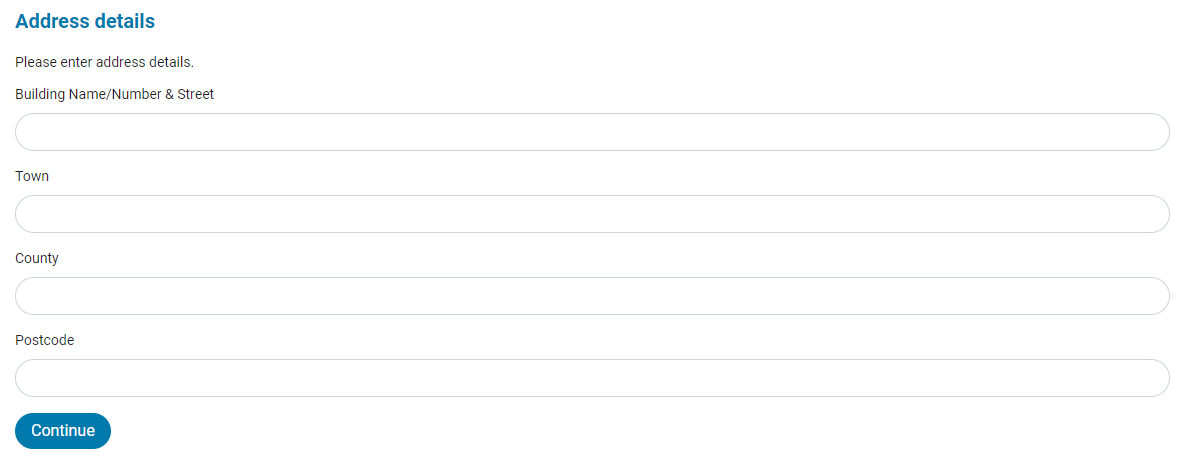 Address details
Please enter address details.
Building Name/Number & Street
Town
County
Postcode
Continue